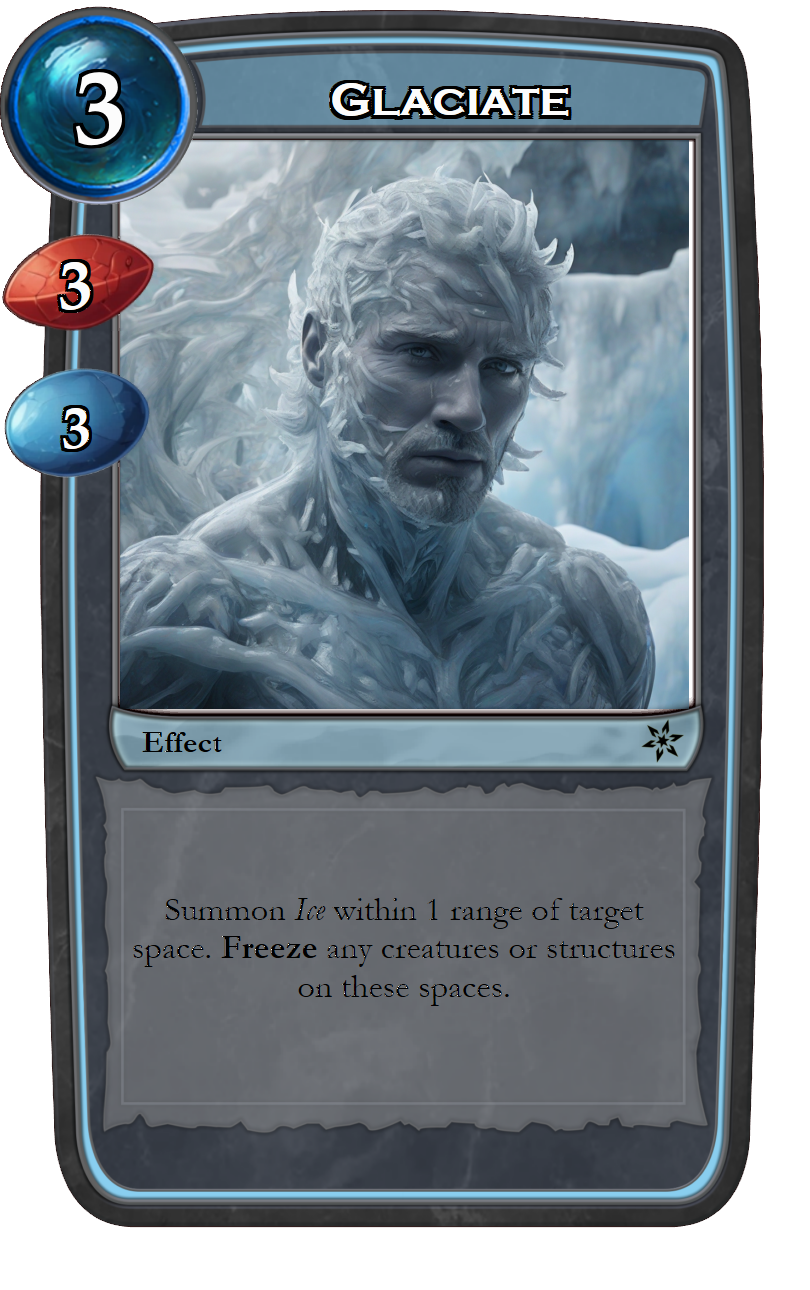 3
GLACIATE
3
3
Effect
Summon Ice within 1 range of target
space. Freeze any creatures or structures
on these spaces.